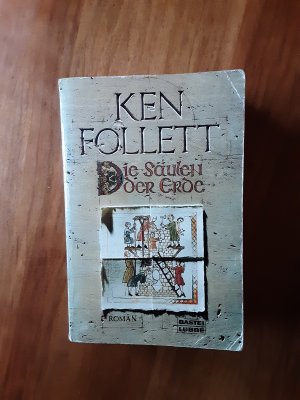 KEN
FOLLETT
Die Säulen
der Erde
ROMAN
BASTEI
LÜBBE